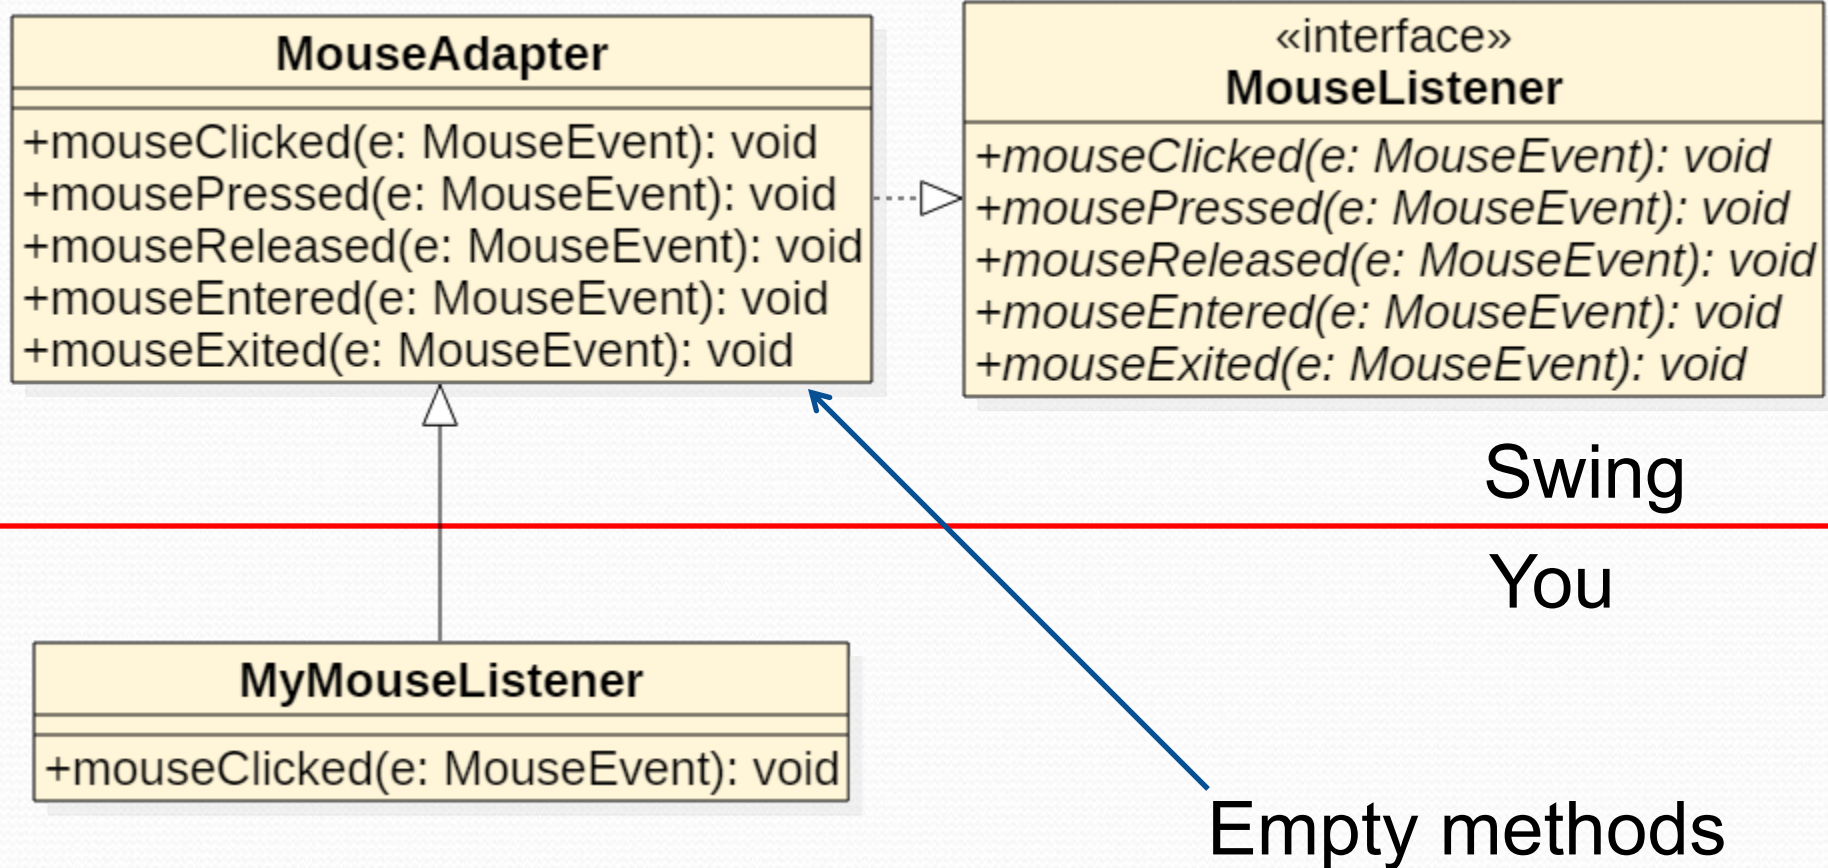 MouseAdapter
+mouseClicked(e: MouseEvent): void
+mousePressed(e: MouseEvent): void
+mouseReleased(e: MouseEvent): void
+mouseEntered(e: MouseEvent): void
+mouseExited(e: MouseEvent): void
«interface»
MouseListener
+mouseClicked(e: MouseEvent): void
+mousePressed(e: MouseEvent): void
+mouseReleased(e: MouseEvent): void
+mouseEntered(e: MouseEvent): void
+mouseExited(e: MouseEvent): void
Swing
You
MyMouseListener
+mouseClicked(e: MouseEvent): void
Empty methods